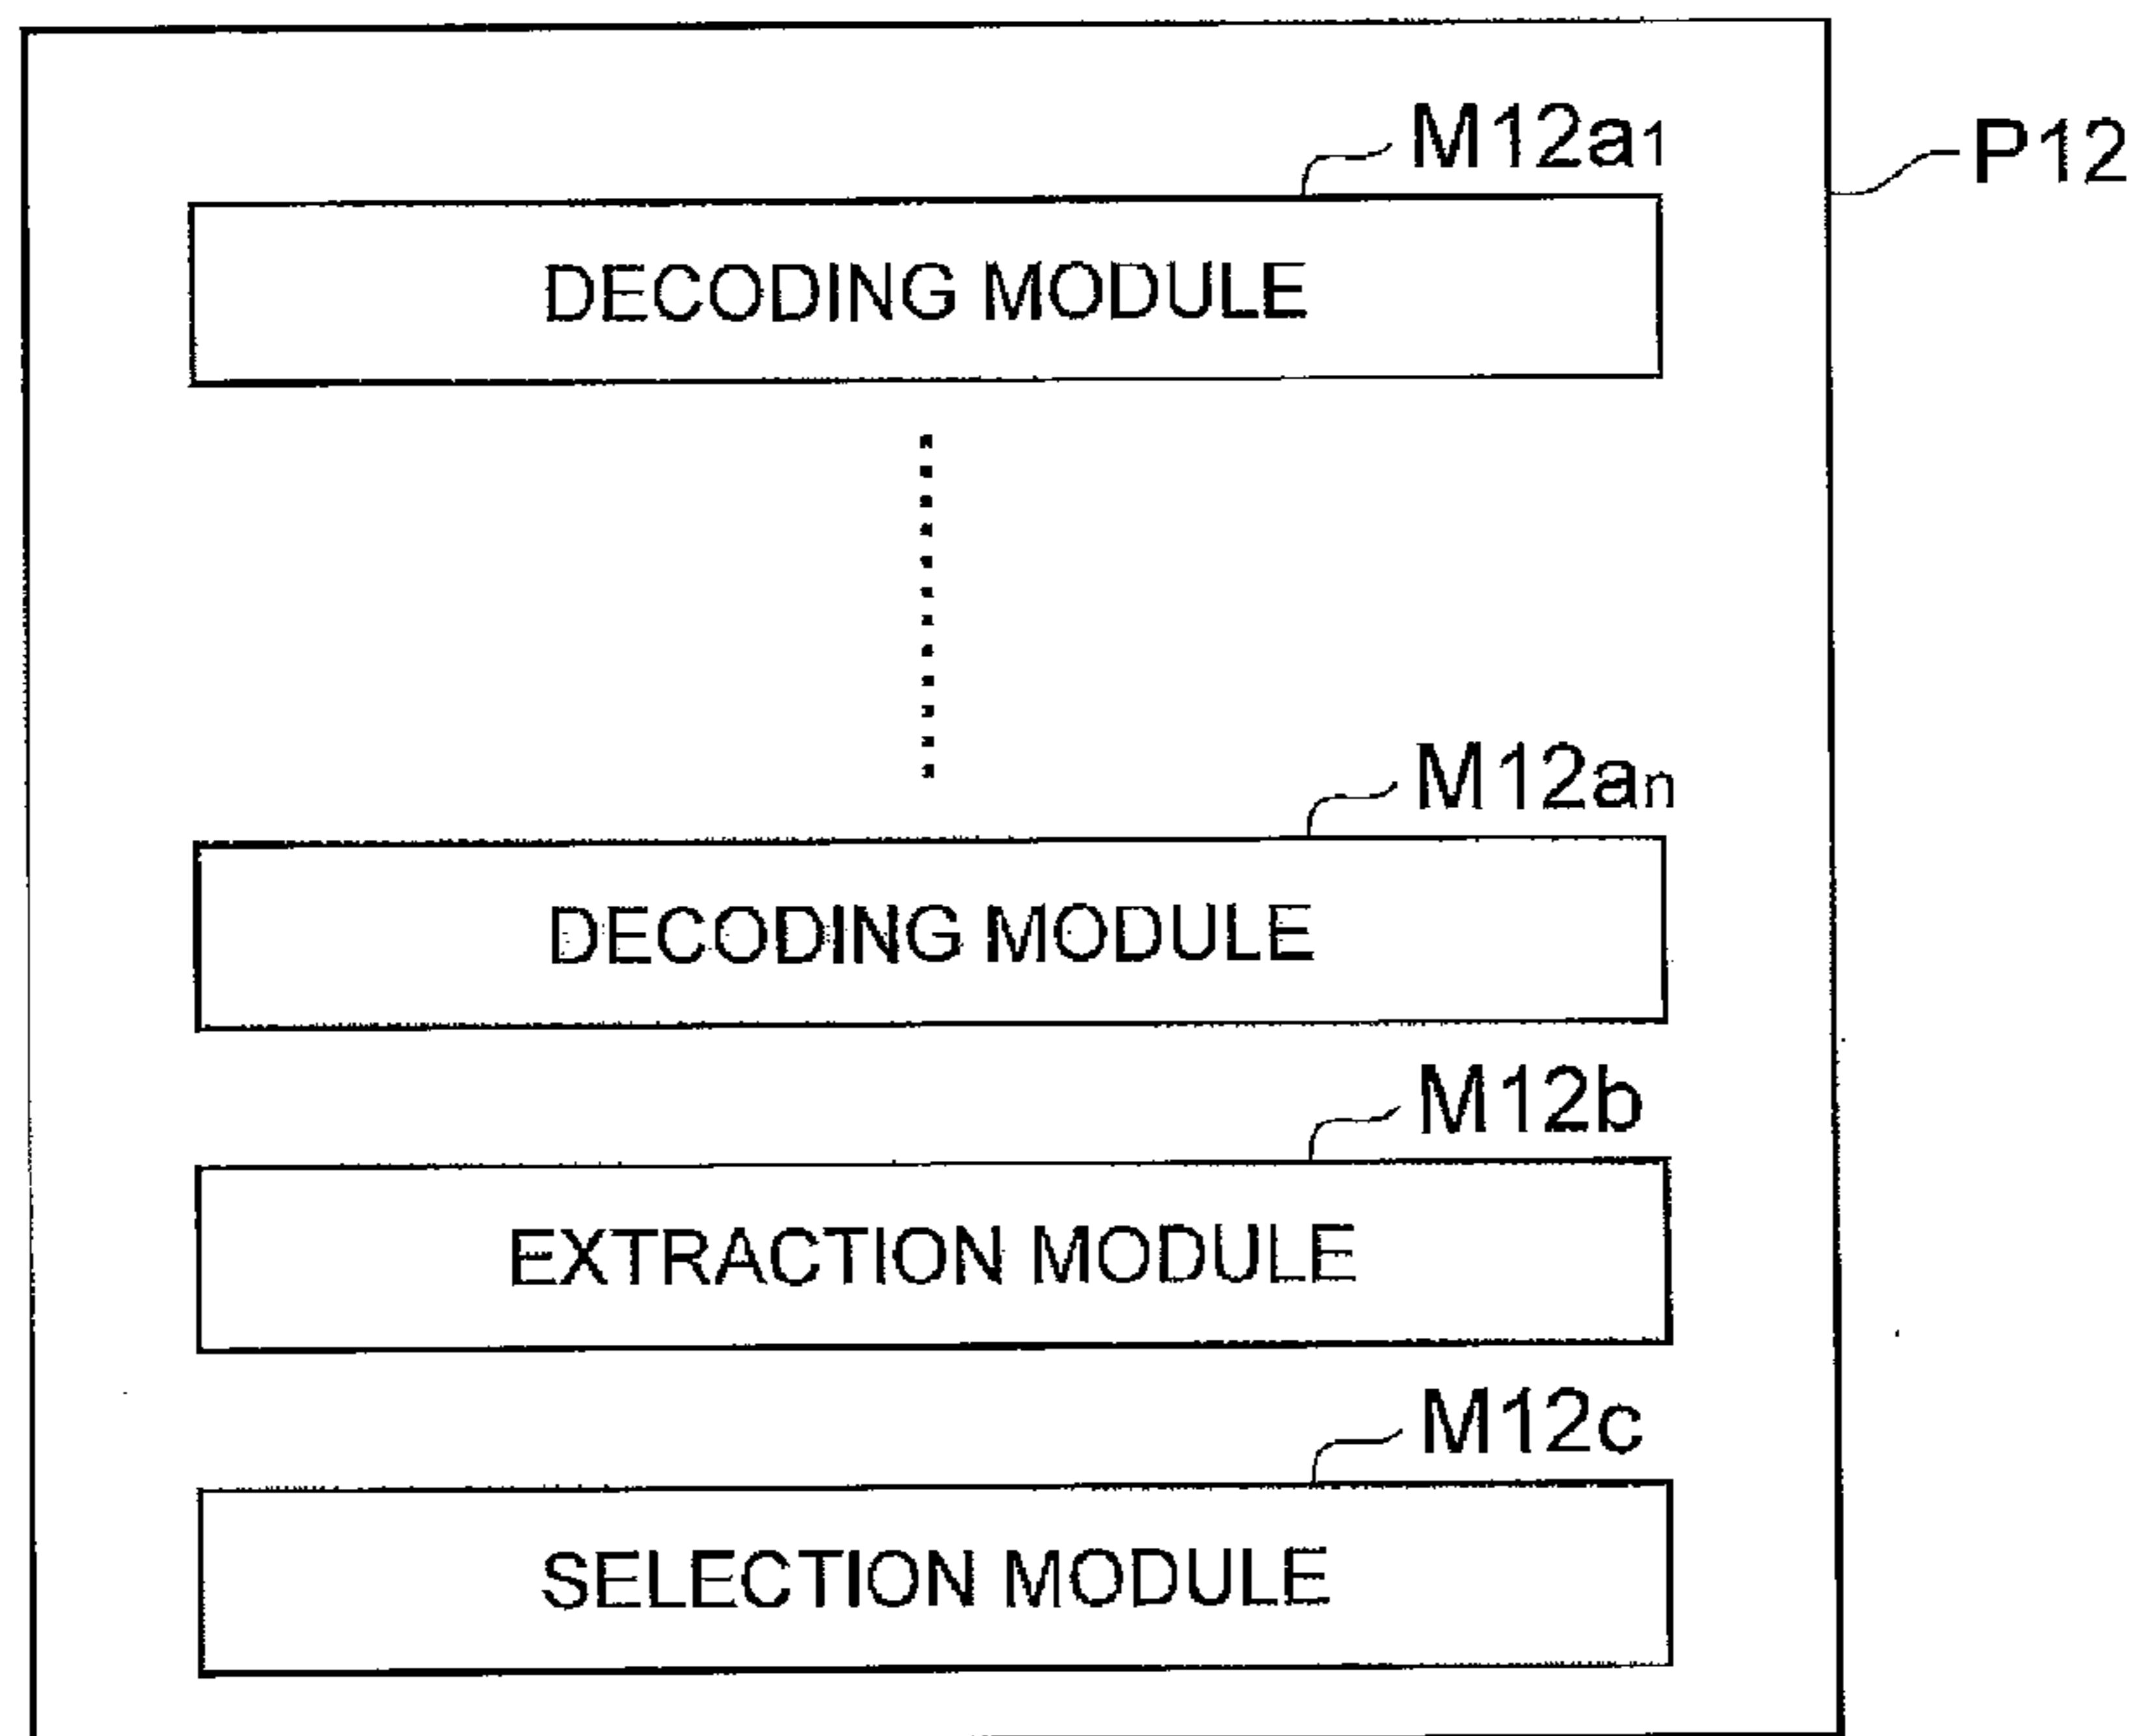 M12a1
P12
DECODING MODULE
M12an
DECODING MODULE
M12b
EXTRACTION MODULE
M12c
SELECTION MODULE